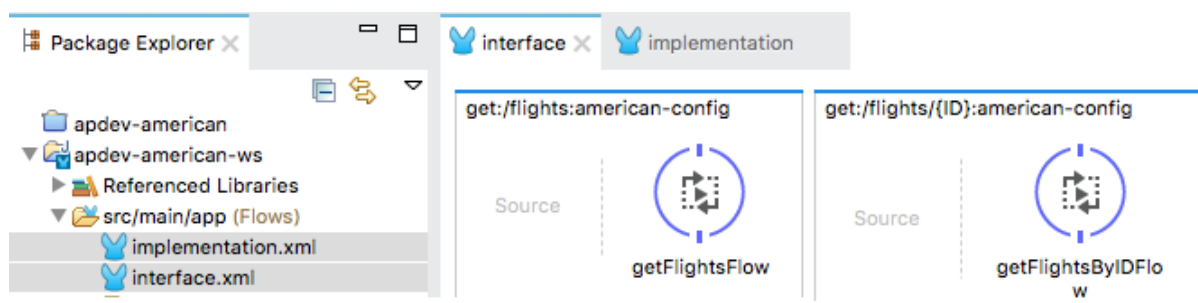 Package Explorer
apdev-american
apdev-american-ws
Referenced Libraries
src/main/app (Flows)
implementation.xml
interface.xml
interface
implementation
get:/flights:american-config
Source
getFlightsFlow
get:/flights/{ID}:american-config
Source
getFlightsByIDFlo
w